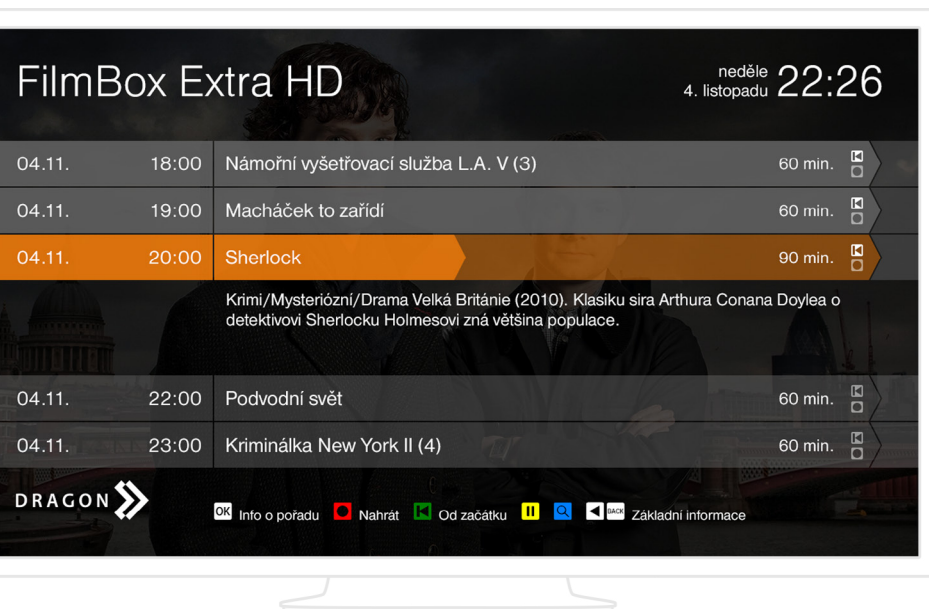 FilmBox Extra HD
neděle
4. listopadu 22:26
04.11. 18:00 Námořní vyšetřovací služba L.A. V (3) 60 min.
04.11. 19:00 Macháček to zařídí 60 min.
04.11. 20:00 Sherlock 90 min.
Krimi/Mysteriózní/Drama Velká Británie (2010). Klasiku sira Arthura Conana Doylea o
detektivovi Sherlocku Holmesovi zná většina populace.
04.11. 22:00 Podvodní svět 60 min.
04.11. 23:00 Kriminálka New York II (4) 60 min.
DRAGON
OK Info o pořadu Nahrát Od začátku BACK Základní informace